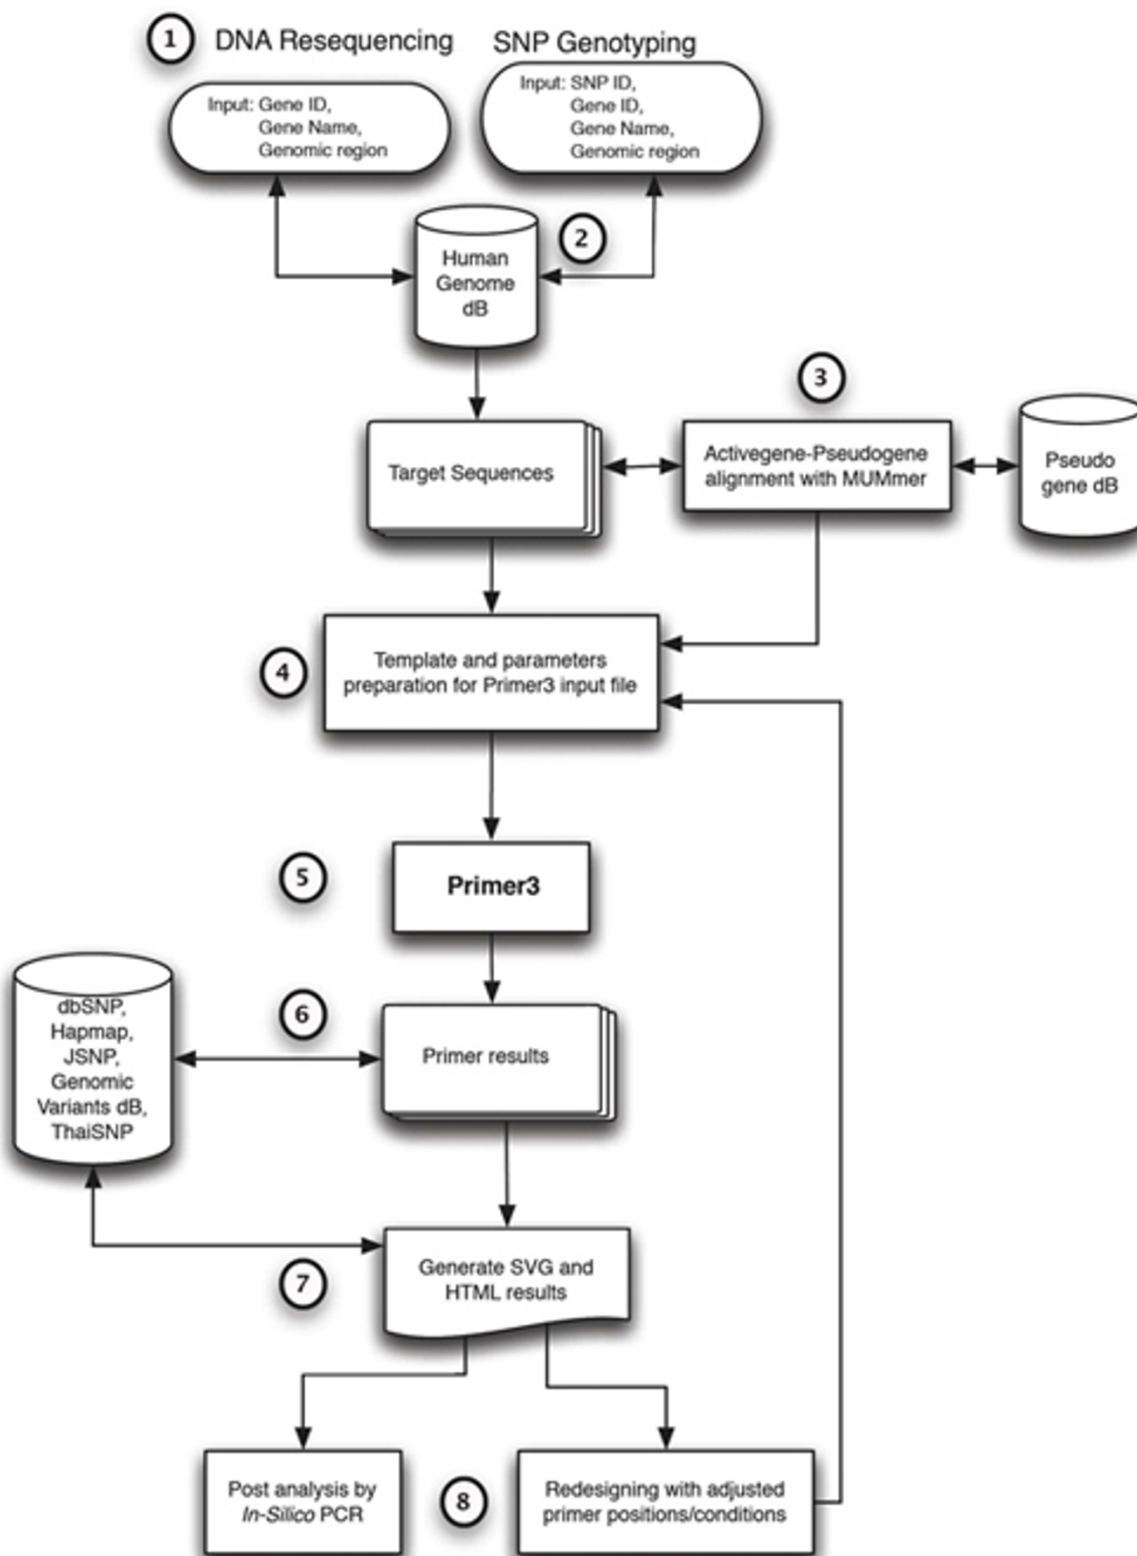 1
DNA Resequencing
SNP Genotyping
Input: Gene ID,
Gene Name,
Genomic region
Input: SNP ID,
Gene ID,
Gene Name,
Genomic region
2
Human
Genome
dB
3
Target Sequences
Activegene-Pseudogene
alignment with MUMmer
Pseudo
gene dB
4
Template and parameters
preparation for Primer3 input file
5
Primer3
dbSNP,
Hapmap,
JSNP,
Genomic
Variants dB,
ThaiSNP
6
Primer results
7
Generate SVG and
HTML results
Post analysis by
In-Silico PCR
8
Redesigning with adjusted
primer positions/conditions